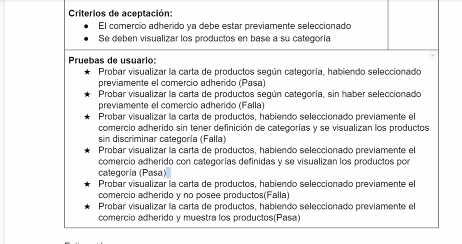 Criterios de aceptación:
● El comercio adherido ya debe estar previamente seleccionado
● Se deben visualizar los productos en base a su categoría
Pruebas de usuario:
★ Probar visualizar la carta de productos según categoría, habiendo seleccionado
previamente el comercio adherido (Pasa)
★ Probar visualizar la carta de productos según categoría, sin haber seleccionado
previamente el comercio adherido (Falla)
★ Probar visualizar la carta de productos, habiendo seleccionado previamente el
comercio adherido sin tener definición de categorías y se visualizan los productos
sin discriminar categoría (Falla)
★ Probar visualizar la carta de productos, habiendo seleccionado previamente el
comercio adherido con categorías definidas y se visualizan los productos por
categoría (Pasa)
★ Probar visualizar la carta de productos, habiendo seleccionado previamente el
comercio adherido y no posee productos(Falla)
★ Probar visualizar la carta de productos, habiendo seleccionado previamente el
comercio adherido y muestra los productos(Pasa)